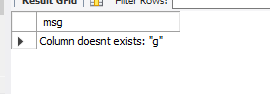 Result Grid Filter Rows:
msg
Column doesnt exists: "g"